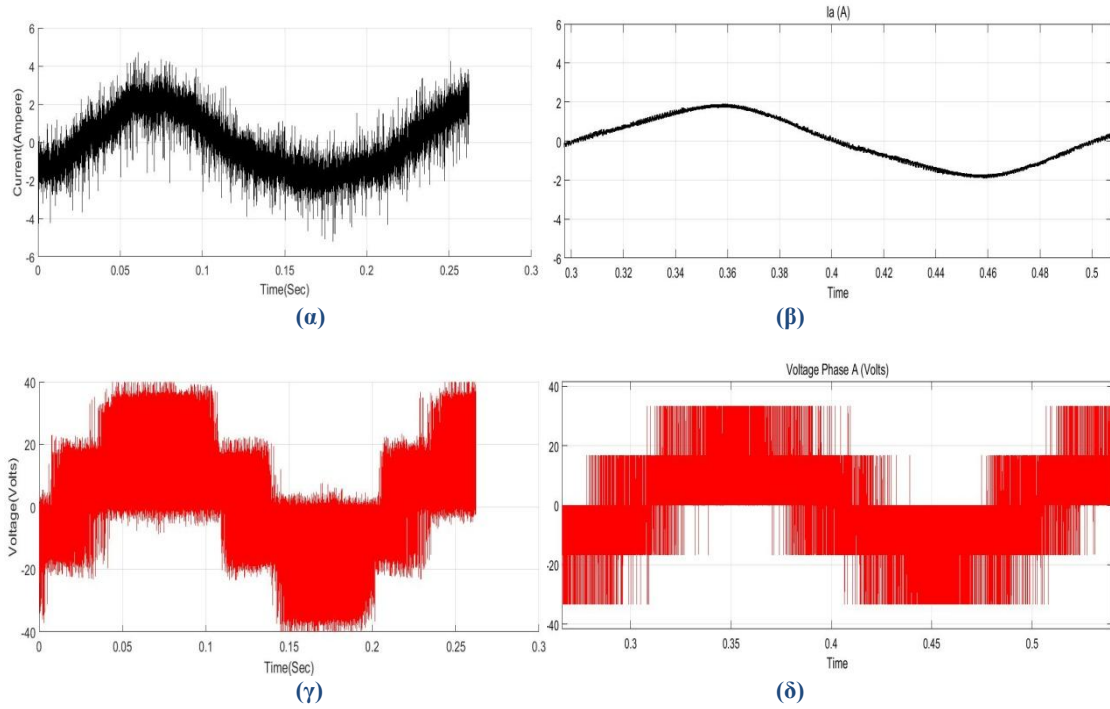 6
4
2
0
-2
-4
-6
Current(Ampere)
0 0.05 0.1 0.15 0.2 0.25 0.3
Time(Sec)
(α)
Ia (A)
6
4
2
0
-2
-4
-6
0.3 0.32 0.34 0.36 0.38 0.4 0.42 0.44 0.46 0.48 0.5
Time
(β)
40
20
0
-20
-40
Voltage(Volts)
0 0.05 0.1 0.15 0.2 0.25 0.3
Time(Sec)
(γ)
Voltage Phase A (Volts)
40
20
0
-20
-40
0.3 0.35 0.4 0.45 0.5
Time
(δ)